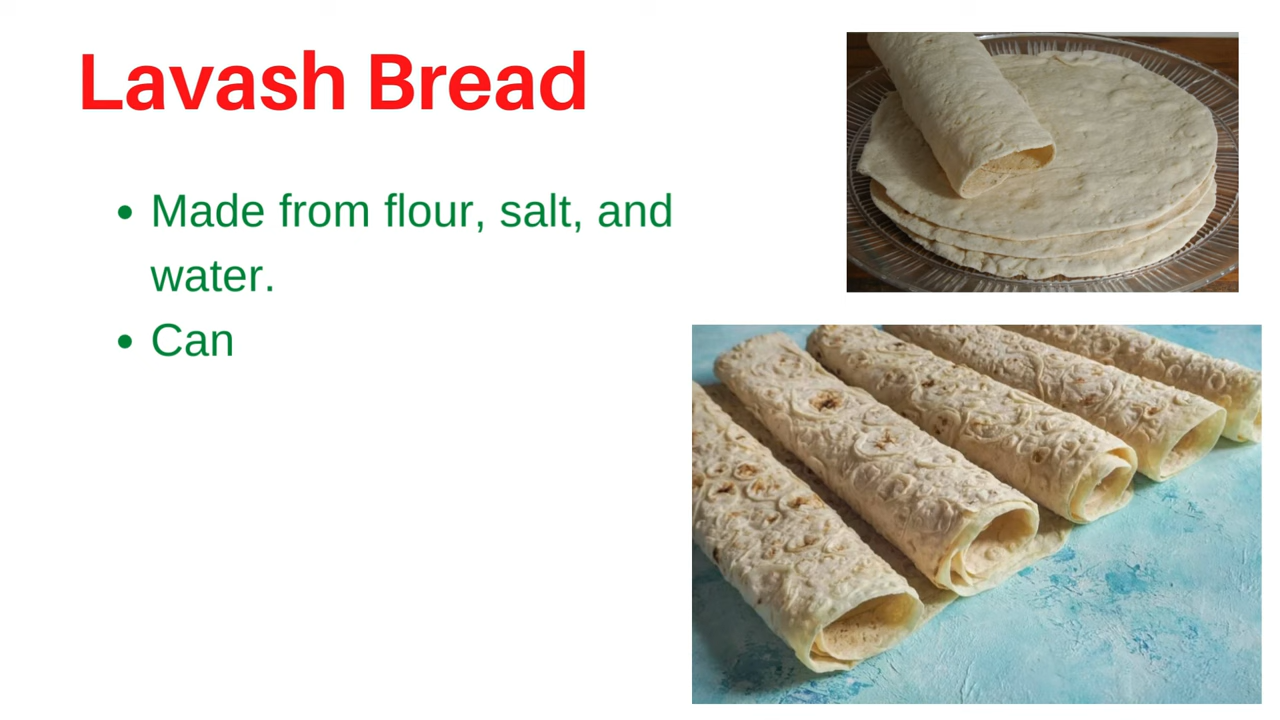 Lavash Bread
• Made from flour, salt, and
water.
• Can